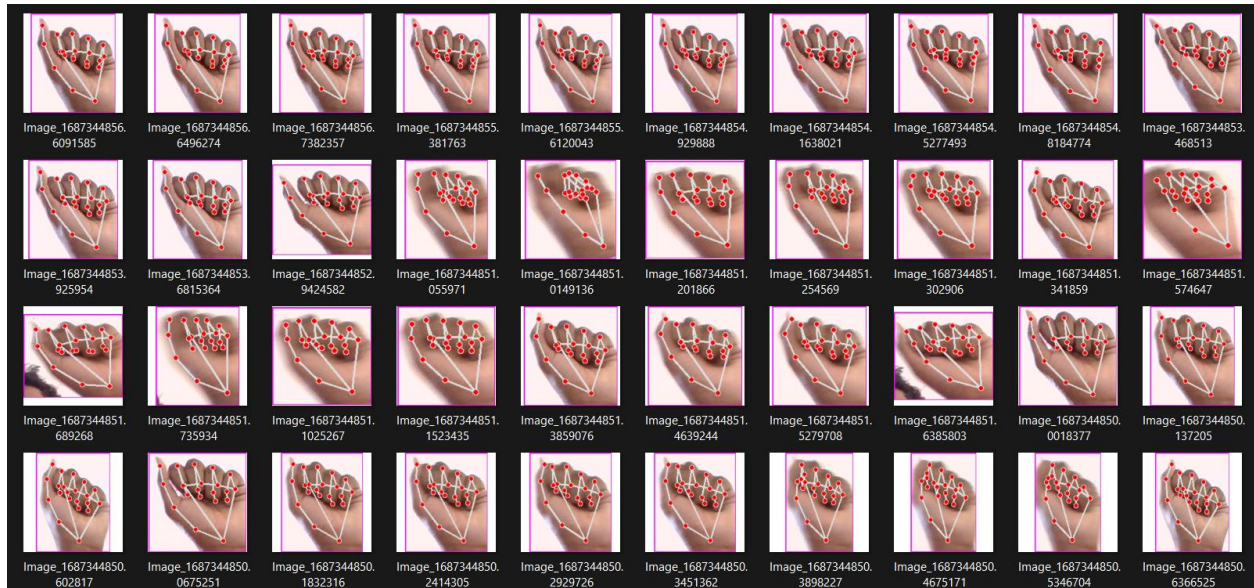 Image_1687344856.
6091585
Image_1687344856.
6496274
Image_1687344856.
7382357
Image_1687344855.
381763
Image_1687344855.
6120043
Image_1687344854.
929888
Image_1687344854.
1638021
Image_1687344854.
5277493
Image_1687344854.
8184774
Image_1687344853.
468513
Image_1687344853.
925954
Image_1687344853.
6815364
Image_1687344852.
9424582
Image_1687344851.
055971
Image_1687344851.
0149136
Image_1687344851.
201866
Image_1687344851.
254569
Image_1687344851.
302906
Image_1687344851.
341859
Image_1687344851.
574647
Image_1687344851.
689268
Image_1687344851.
735934
Image_1687344851.
1025267
Image_1687344851.
1523435
Image_1687344851.
3859076
Image_1687344851.
4639244
Image_1687344851.
5279708
Image_1687344851.
6385803
Image_1687344850.
0018377
Image_1687344850.
137205
Image_1687344850.
602817
Image_1687344850.
0675251
Image_1687344850.
1832316
Image_1687344850.
2414305
Image_1687344850.
2929726
Image_1687344850.
3451362
Image_1687344850.
3898227
Image_1687344850.
4675171
Image_1687344850.
5346704
Image_1687344850.
6366525